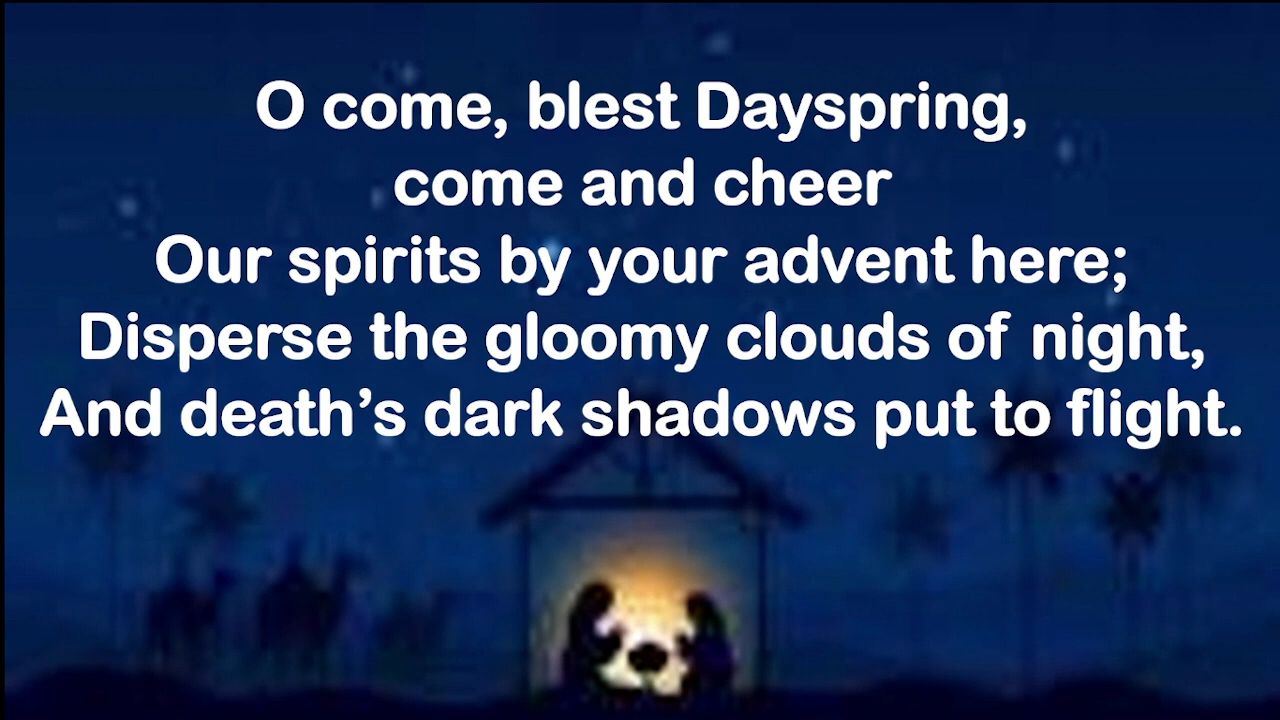 O come, blest Dayspring,
come and cheer
Our spirits by your advent here;
Disperse the gloomy clouds of night,
And death’s dark shadows put to flight.